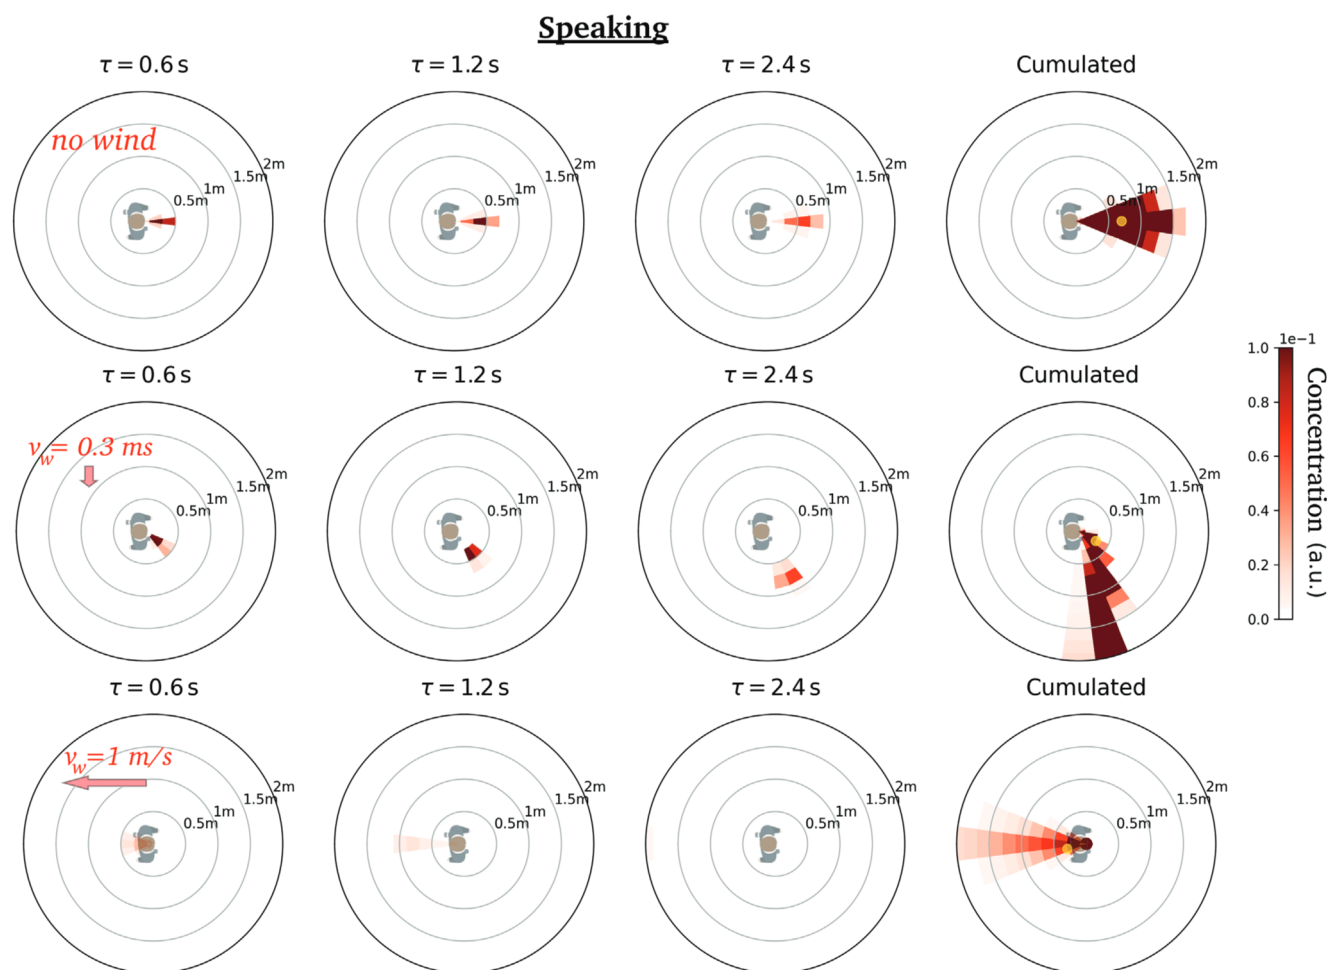 Speaking
τ = 0.6 s
τ = 1.2 s
τ = 2.4 s
Cumulated
no wind
0.5m
1m
1.5m
2m
0.5m
1m
1.5m
2m
0.5m
1m
1.5m
2m
0.5m
1m
1.5m
2m
τ = 0.6 s
τ = 1.2 s
τ = 2.4 s
Cumulated
v_w= 0.3 ms
0.5m
1m
1.5m
2m
0.5m
1m
1.5m
2m
0.5m
1m
1.5m
2m
0.5m
1m
1.5m
2m
τ = 0.6 s
τ = 1.2 s
τ = 2.4 s
Cumulated
v_w=1 m/s
0.5m
1m
1.5m
2m
0.5m
1m
1.5m
2m
0.5m
1m
1.5m
2m
0.5m
1m
1.5m
2m
1e−1
1.0
0.8
0.6
0.4
0.2
0.0
Concentration (a.u.)